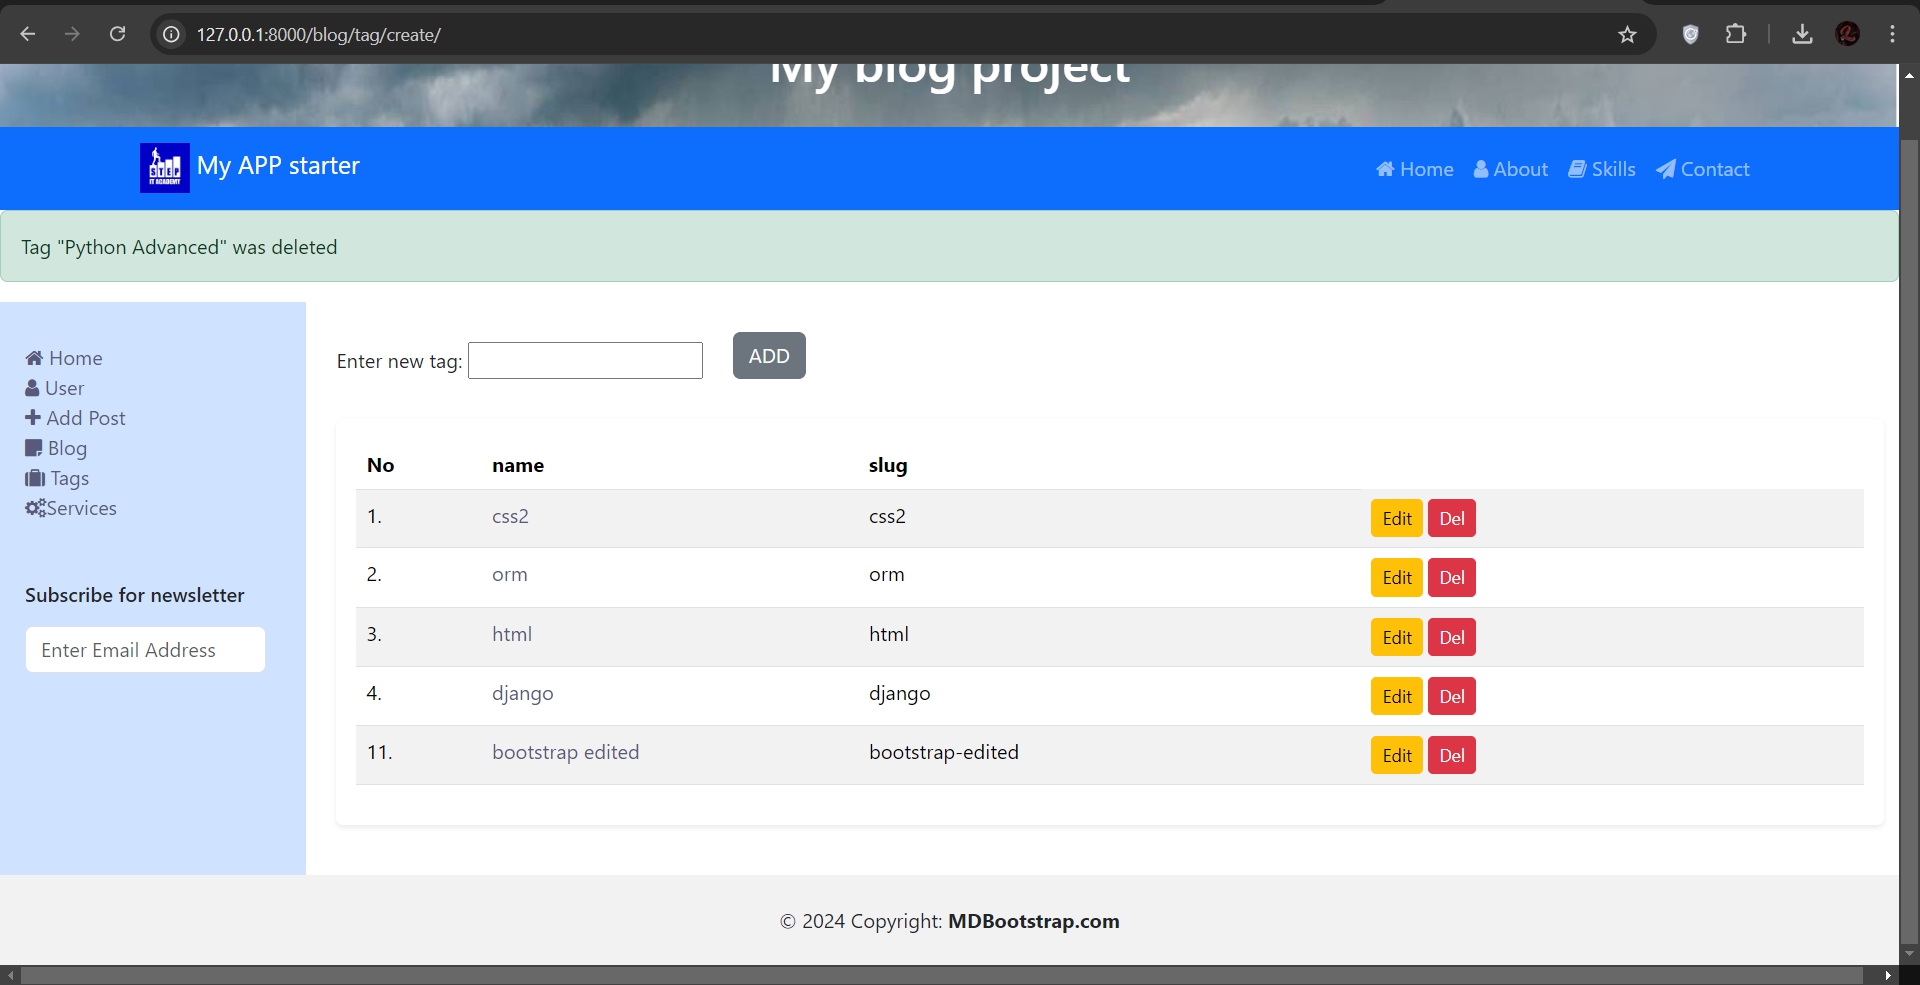 127.0.0.1:8000/blog/tag/create/
My blog project
STEP
IT ACADEMY
My APP starter
Home
About
Skills
Contact
Tag "Python Advanced" was deleted
Home
User
Add Post
Blog
Tags
Services
Subscribe for newsletter
Enter Email Address
Enter new tag:
ADD
No name slug
1. css2 css2 Edit Del
2. orm orm Edit Del
3. html html Edit Del
4. django django Edit Del
11. bootstrap edited bootstrap-edited Edit Del
© 2024 Copyright: MDBootstrap.com